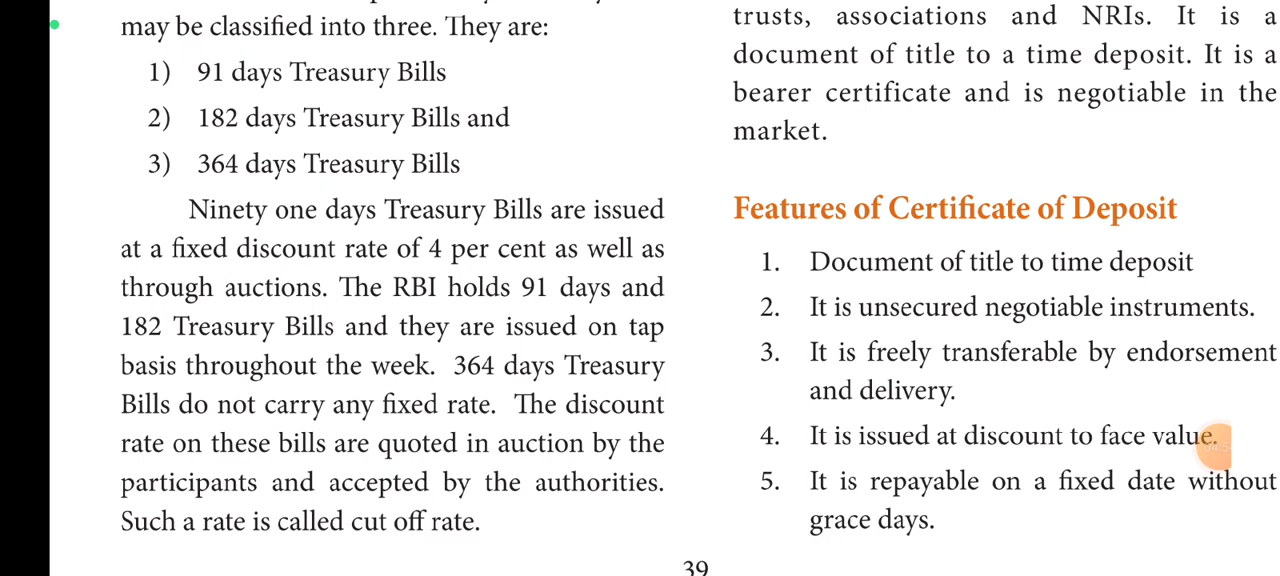 may be classified into three. They are:
1) 91 days Treasury Bills
2) 182 days Treasury Bills and
3) 364 days Treasury Bills
Ninety one days Treasury Bills are issued
at a fixed discount rate of 4 per cent as well as
through auctions. The RBI holds 91 days and
182 Treasury Bills and they are issued on tap
basis throughout the week. 364 days Treasury
Bills do not carry any fixed rate. The discount
rate on these bills are quoted in auction by the
participants and accepted by the authorities.
Such a rate is called cut off rate.
trusts, associations and NRIs. It is a
document of title to a time deposit. It is a
bearer certificate and is negotiable in the
market.
Features of Certificate of Deposit
1. Document of title to time deposit
2. It is unsecured negotiable instruments.
3. It is freely transferable by endorsement
and delivery.
4. It is issued at discount to face value.
5. It is repayable on a fixed date without
grace days.
39